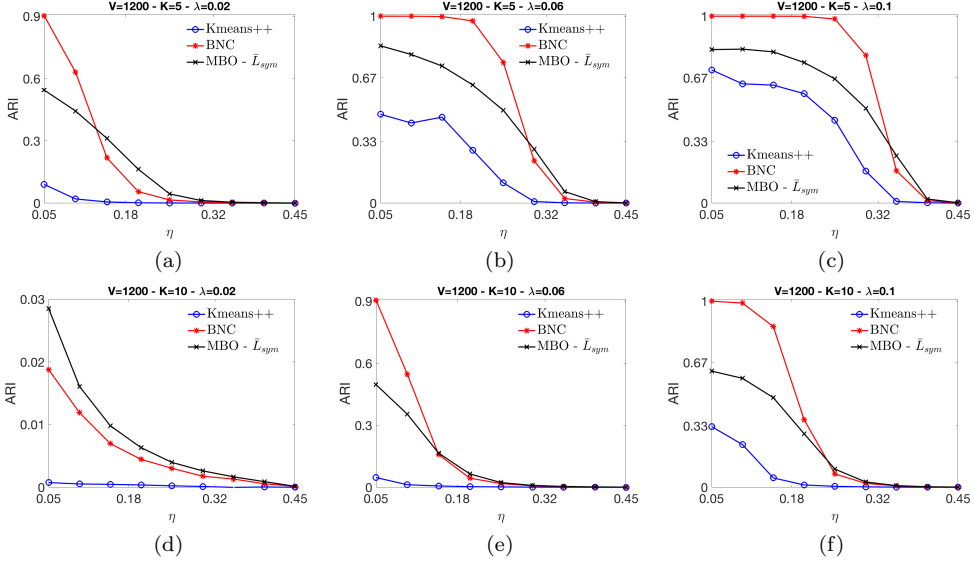 V=1200 - K=5 - λ=0.02
ARI
0.9
0.6
0.3
0
0.05
0.18
0.32
0.45
η
Kmeans++
BNC
MBO - L̄sym
(a)
V=1200 - K=5 - λ=0.06
ARI
1
0.67
0.33
0
0.05
0.18
0.32
0.45
η
Kmeans++
BNC
MBO - L̄sym
(b)
V=1200 - K=5 - λ=0.1
ARI
1
0.67
0.33
0
0.05
0.18
0.32
0.45
η
Kmeans++
BNC
MBO - L̄sym
(c)
V=1200 - K=10 - λ=0.02
ARI
0.03
0.02
0.01
0
0.05
0.18
0.32
0.45
η
Kmeans++
BNC
MBO - L̄sym
(d)
V=1200 - K=10 - λ=0.06
ARI
0.9
0.6
0.3
0
0.05
0.18
0.32
0.45
η
Kmeans++
BNC
MBO - L̄sym
(e)
V=1200 - K=10 - λ=0.1
ARI
1
0.67
0.33
0
0.05
0.18
0.32
0.45
η
Kmeans++
BNC
MBO - L̄sym
(f)